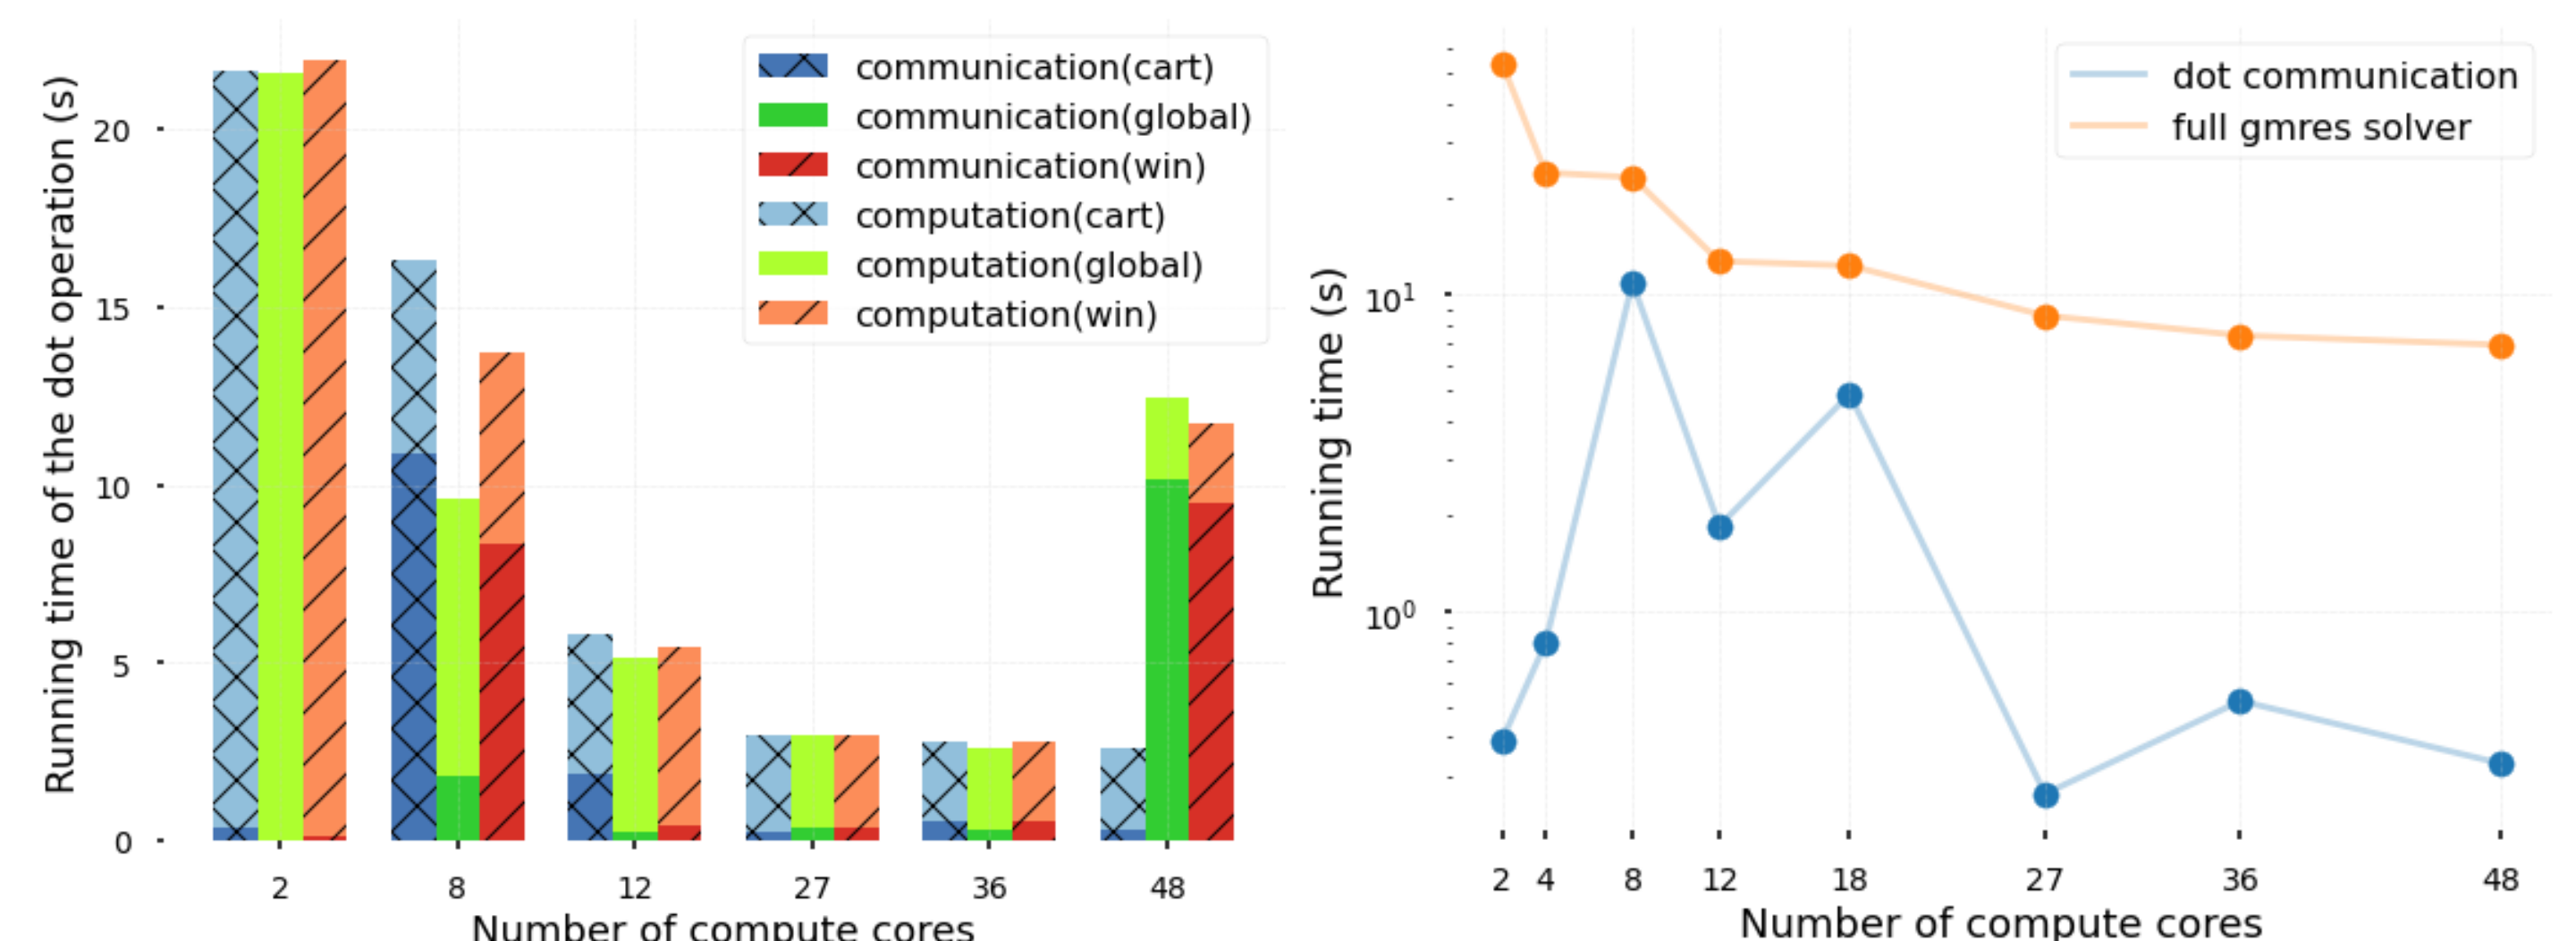 Running time of the dot operation (s)
20
15
10
5
0
communication(cart)
communication(global)
communication(win)
computation(cart)
computation(global)
computation(win)
2 8 12 27 36 48
Number of compute cores
Running time (s)
10¹
10⁰
dot communication
full gmres solver
2 4 8 12 18 27 36 48
Number of compute cores